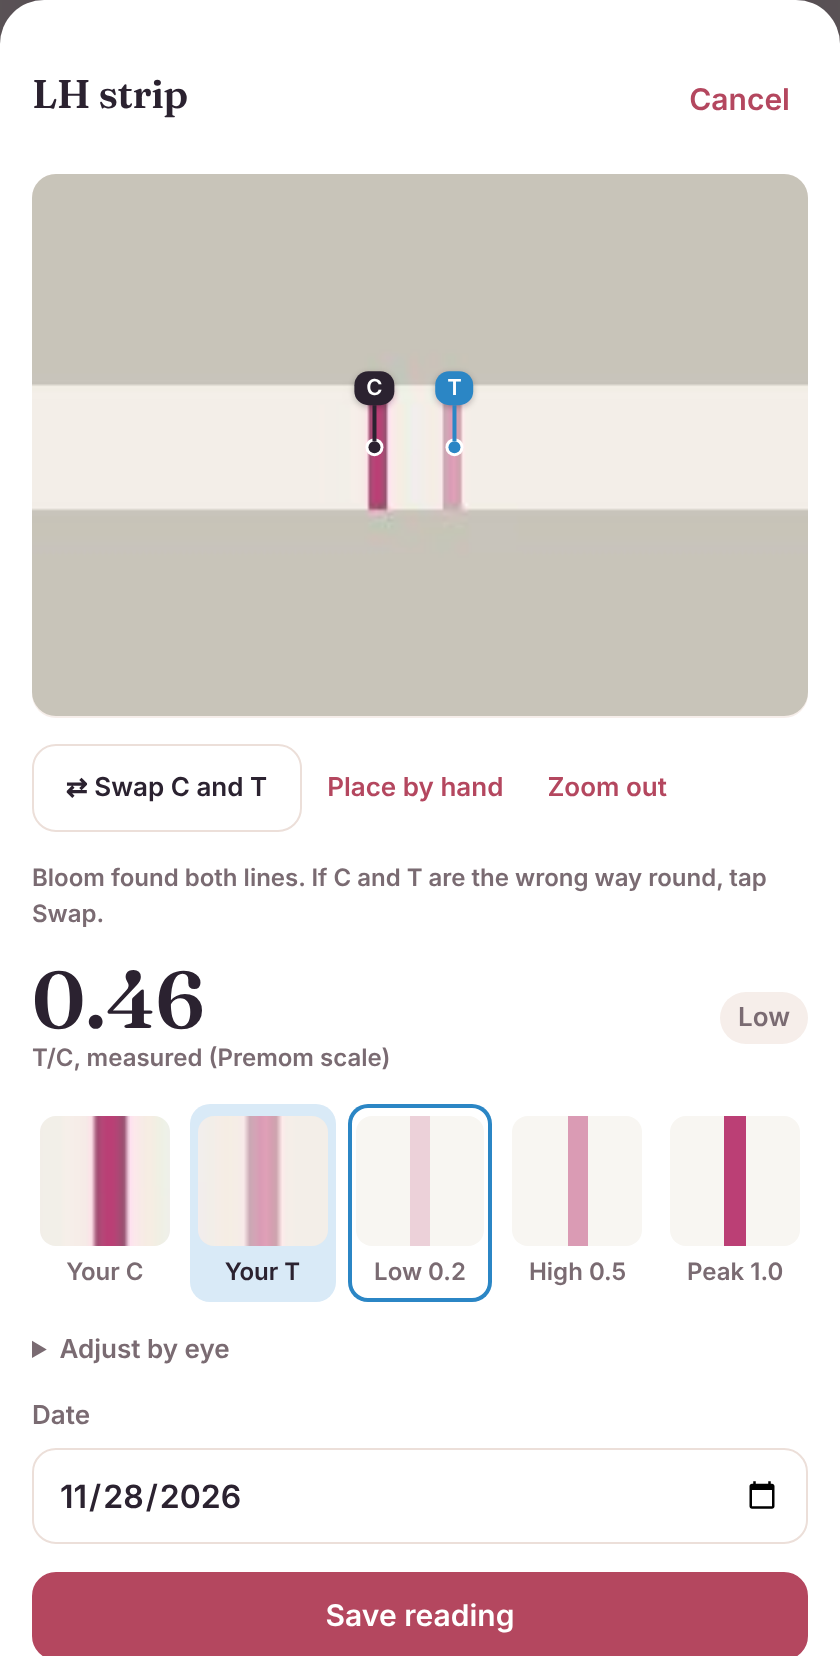 LH strip
Cancel
C
T
⇄ Swap C and T
Place by hand
Zoom out
Bloom found both lines. If C and T are the wrong way round, tap
Swap.
0.46
Low
T/C, measured (Premom scale)
Your C
Your T
Low 0.2
High 0.5
Peak 1.0
Adjust by eye
Date
11/28/2026
Save reading